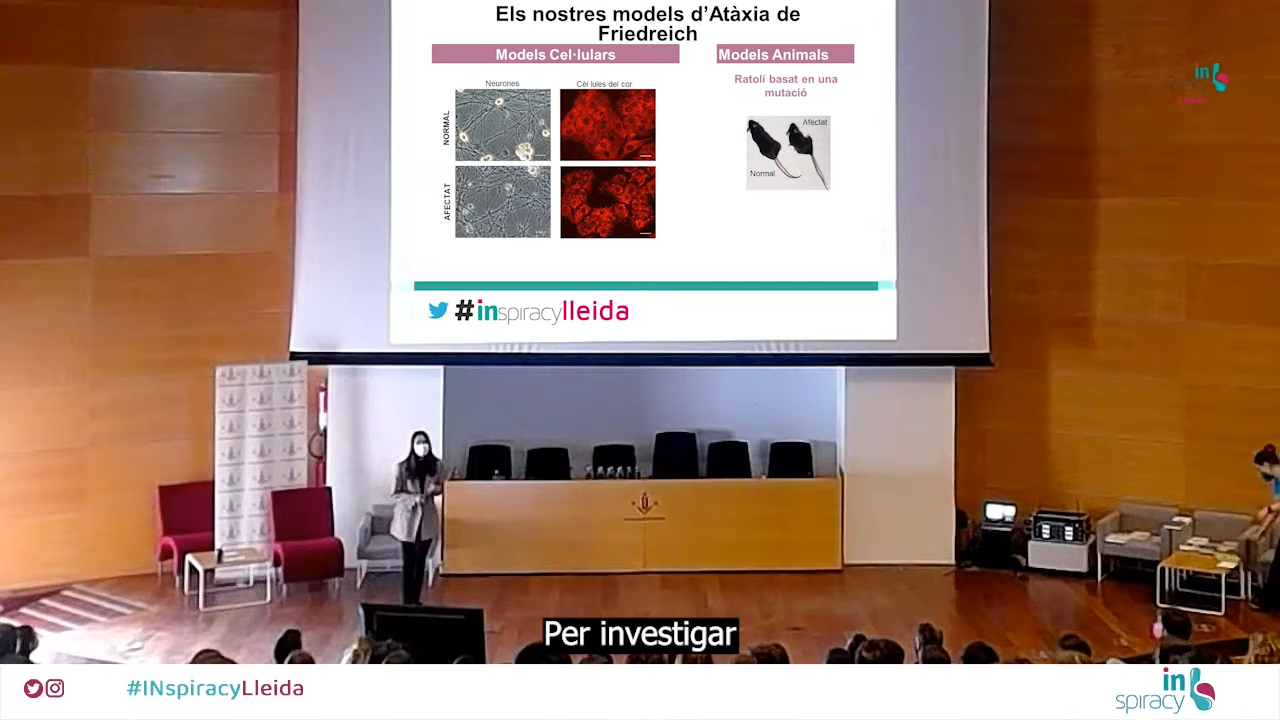 Els nostres models d’Atàxia de
Friedreich
Models Cel·lulars
Models Animals
Neurones
Cèl·lules del cor
NORMAL
AFECTAT
Ratolí basat en una
mutació
Afectat
Normal
#inspiracylleida
in
Per investigar
#INspiracyLleida
in
spiracy